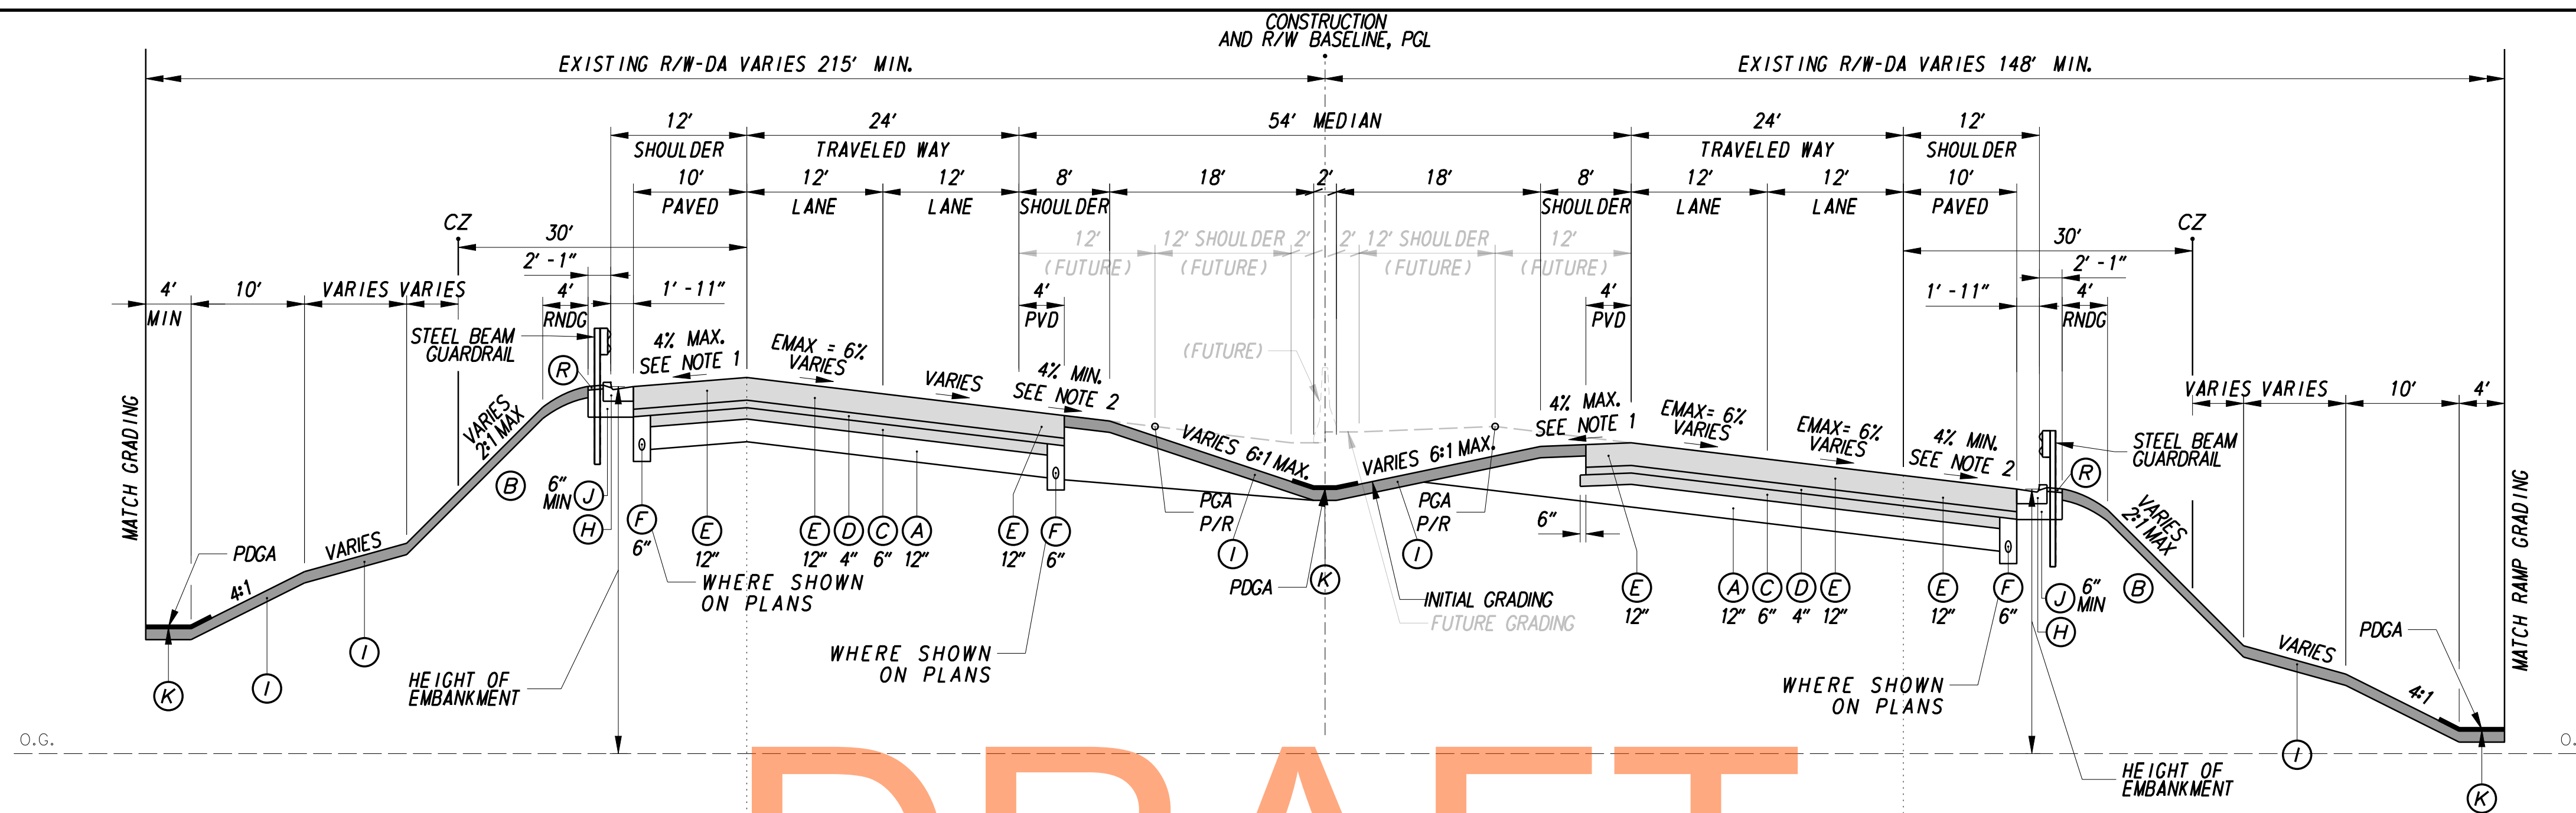 CONSTRUCTION
AND R/W BASELINE, PGL
EXISTING R/W-DA VARIES 215' MIN.
EXISTING R/W-DA VARIES 148' MIN.
12'
24'
54' MEDIAN
24'
12'
SHOULDER
TRAVELED WAY
TRAVELED WAY
SHOULDER
10'
12'
12'
8'
18'
2'
18'
8'
12'
12'
10'
PAVED
LANE
LANE
SHOULDER
SHOULDER
LANE
LANE
PAVED
CZ
30'
12'
12' SHOULDER
2'
2'
12' SHOULDER
12'
(FUTURE)
(FUTURE)
(FUTURE)
(FUTURE)
CZ
30'
2'-1"
1'-11"
2'-1"
1'-11"
4'
MIN
10'
VARIES
VARIES
4'
RNDG
4'
PVD
4'
PVD
4'
RNDG
STEEL BEAM
GUARDRAIL
R
4% MAX.
SEE NOTE 1
EMAX = 6%
VARIES
VARIES
4% MIN.
SEE NOTE 2
(FUTURE)
4% MAX.
SEE NOTE 1
EMAX= 6%
VARIES
EMAX= 6%
VARIES
4% MIN.
SEE NOTE 2
STEEL BEAM
GUARDRAIL
R
VARIES
VARIES
10'
4'
MATCH GRADING
VARIES
2:1 MAX
B
6"
MIN
J
H
VARIES 6:1 MAX.
VARIES 6:1 MAX.
PGA
P/R
PGA
P/R
6"
VARIES
2:1 MAX
B
MATCH RAMP GRADING
PDGA
4:1
VARIES
F
6"
E
12"
E
12"
D
4"
C
6"
A
12"
E
12"
F
6"
I
K
I
PDGA
E
12"
A
12"
C
6"
D
4"
E
12"
E
12"
F
6"
J
6"
MIN
H
WHERE SHOWN
ON PLANS
INITIAL GRADING
FUTURE GRADING
WHERE SHOWN
ON PLANS
WHERE SHOWN
ON PLANS
I
I
K
HEIGHT OF
EMBANKMENT
VARIES
4:1
PDGA
O.G.
O.
I
K
HEIGHT OF
EMBANKMENT
DRAFT